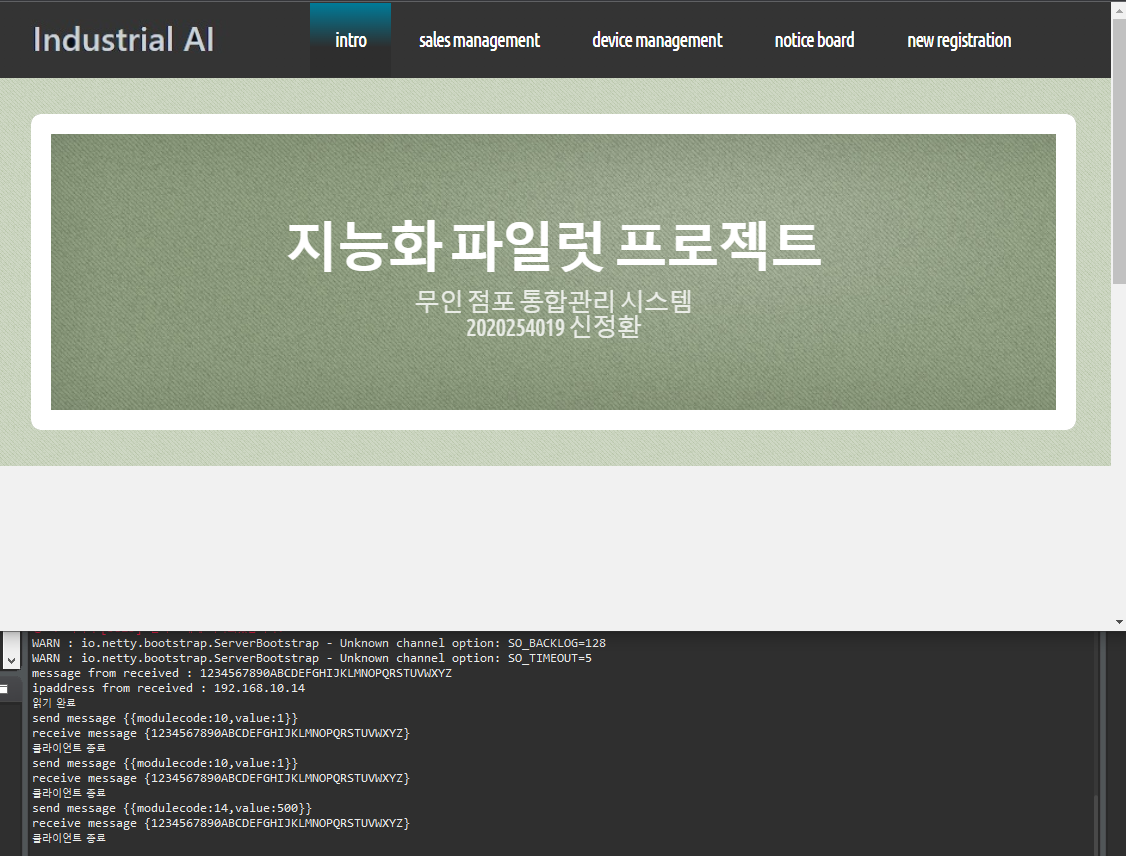 Industrial AI
intro sales management device management notice board new registration
지능화 파일럿 프로젝트
무인 점포 통합관리 시스템
2020254019 신정환
WARN : io.netty.bootstrap.ServerBootstrap - Unknown channel option: SO_BACKLOG=128
WARN : io.netty.bootstrap.ServerBootstrap - Unknown channel option: SO_TIMEOUT=5
message from received : 1234567890ABCDEFGHIJKLMNOPQRSTUVWXYZ
ipaddress from received : 192.168.10.14
읽기 완료
send message {{modulecode:10,value:1}}
receive message {1234567890ABCDEFGHIJKLMNOPQRSTUVWXYZ}
클라이언트 종료
send message {{modulecode:10,value:1}}
receive message {1234567890ABCDEFGHIJKLMNOPQRSTUVWXYZ}
클라이언트 종료
send message {{modulecode:14,value:500}}
receive message {1234567890ABCDEFGHIJKLMNOPQRSTUVWXYZ}
클라이언트 종료